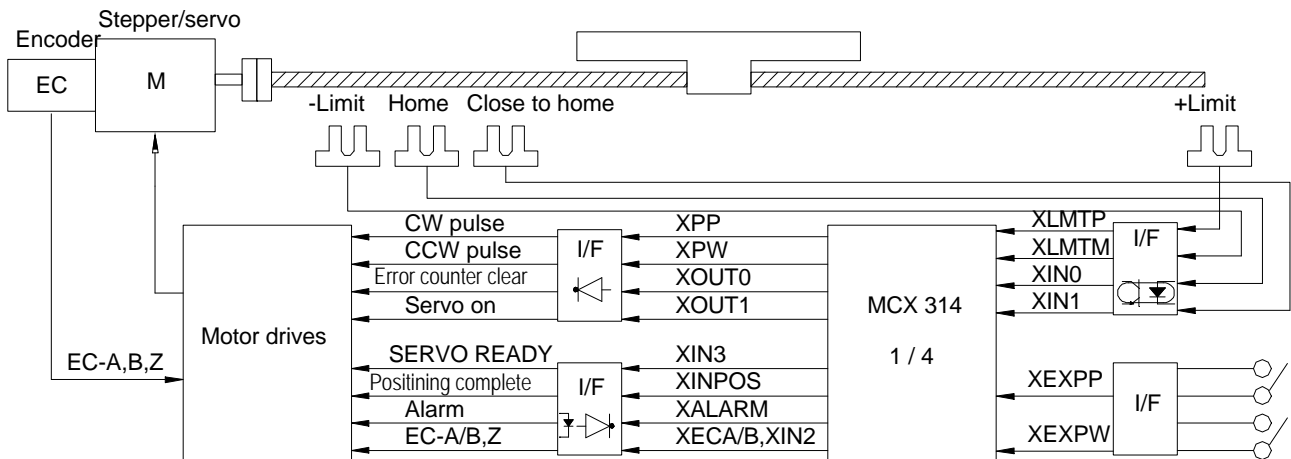 Stepper/servo
Encoder
EC
M
-Limit
Home
Close to home
+Limit
CW pulse
XPP
XLMTP
CCW pulse
I/F
XPW
XLMTM
I/F
Error counter clear
XOUT0
XIN0
Servo on
XOUT1
MCX 314
XIN1
Motor drives
1 / 4
EC-A,B,Z
SERVO READY
XIN3
Positining complete
I/F
XINPOS
XEXPP
Alarm
XALARM
I/F
EC-A/B,Z
XECA/B,XIN2
XEXPW